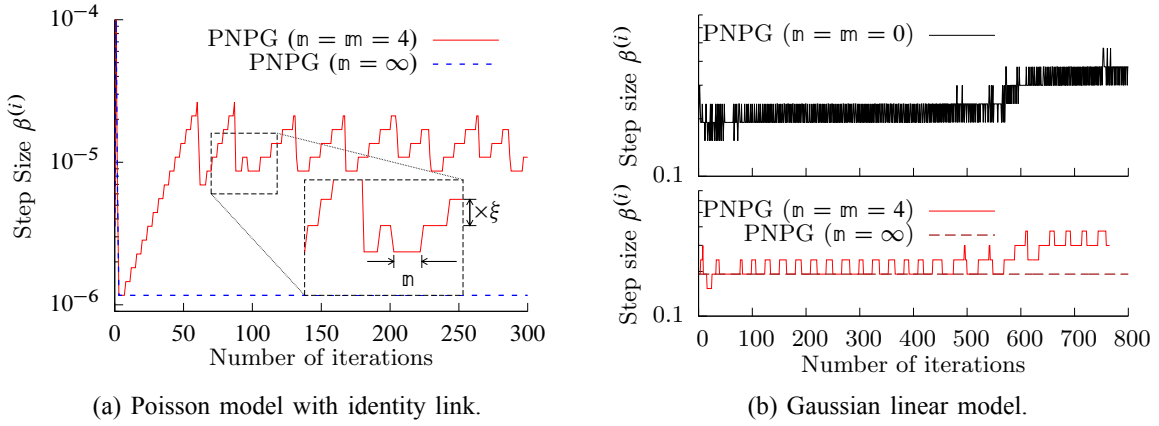 10⁻⁴
10⁻⁵
10⁻⁶
Step Size β⁽ⁱ⁾
PNPG (𝕟 = 𝕞 = 4)
PNPG (𝕟 = ∞)
×ξ
𝕟
0 50 100 150 200 250 300
Number of iterations
(a) Poisson model with identity link.
PNPG (𝕟 = 𝕞 = 0)
Step size β⁽ⁱ⁾
0.1
PNPG (𝕟 = 𝕞 = 4)
PNPG (𝕟 = ∞)
Step size β⁽ⁱ⁾
0.1
0 100 200 300 400 500 600 700 800
Number of iterations
(b) Gaussian linear model.